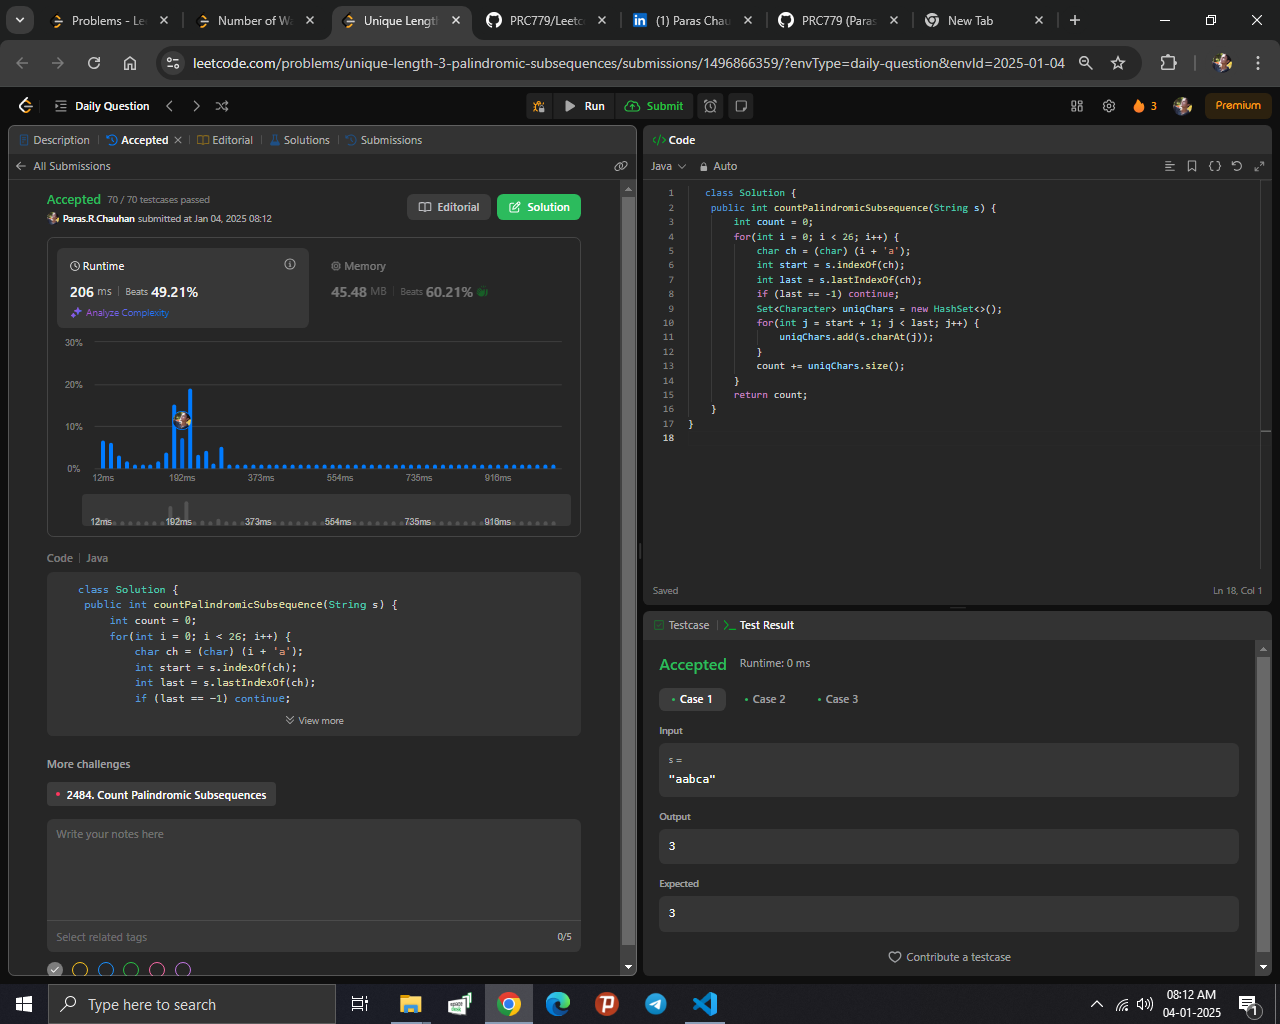 Problems - Le
Number of Wa
Unique Length
PRC779/Leetc
(1) Paras Chau
PRC779 (Paras
New Tab
leetcode.com/problems/unique-length-3-palindromic-subsequences/submissions/1496866359/?envType=daily-question&envId=2025-01-04
Daily Question
Run
Submit
3
Premium
Description
Accepted
Editorial
Solutions
Submissions
All Submissions
Accepted 70 / 70 testcases passed
Paras.R.Chauhan submitted at Jan 04, 2025 08:12
Editorial
Solution
Runtime
206 ms
Beats 49.21%
Analyze Complexity
Memory
45.48 MB
Beats 60.21%
30%
20%
10%
0%
12ms 192ms 373ms 554ms 735ms 916ms
12ms 192ms 373ms 554ms 735ms 916ms
Code
Java
class Solution {
public int countPalindromicSubsequence(String s) {
int count = 0;
for(int i = 0; i < 26; i++) {
char ch = (char) (i + 'a');
int start = s.indexOf(ch);
int last = s.lastIndexOf(ch);
if (last == -1) continue;
View more
More challenges
2484. Count Palindromic Subsequences
Write your notes here
Select related tags
0/5
Code
Java
Auto
1 class Solution {
2 public int countPalindromicSubsequence(String s) {
3 int count = 0;
4 for(int i = 0; i < 26; i++) {
5 char ch = (char) (i + 'a');
6 int start = s.indexOf(ch);
7 int last = s.lastIndexOf(ch);
8 if (last == -1) continue;
9 Set<Character> uniqChars = new HashSet<>();
10 for(int j = start + 1; j < last; j++) {
11 uniqChars.add(s.charAt(j));
12 }
13 count += uniqChars.size();
14 }
15 return count;
16 }
17 }
18
Saved
Ln 18, Col 1
Testcase
Test Result
Accepted
Runtime: 0 ms
Case 1
Case 2
Case 3
Input
s =
"aabca"
Output
3
Expected
3
Contribute a testcase
Type here to search
08:12 AM
04-01-2025
1